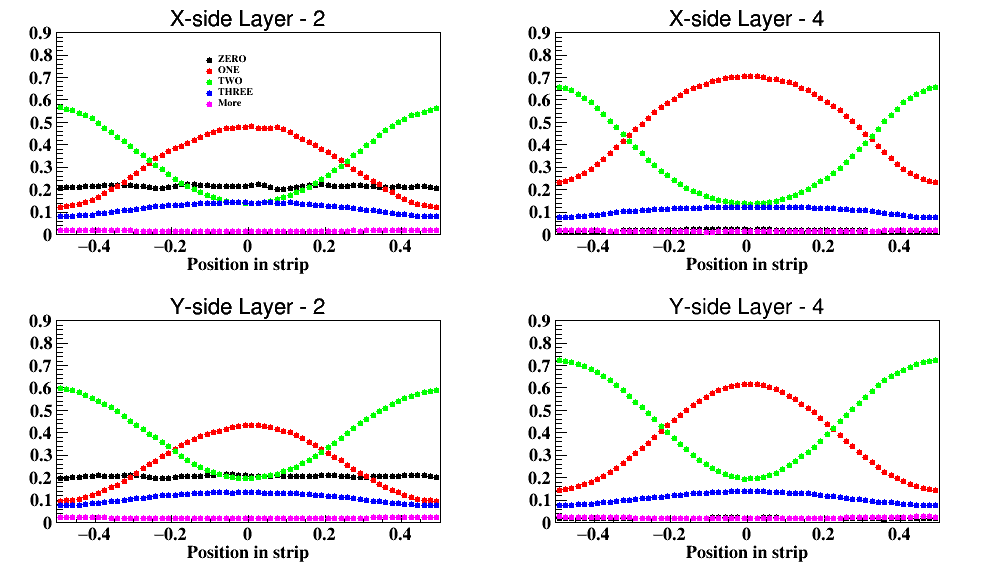 X-side Layer - 2
0.9
0.8
0.7
0.6
0.5
0.4
0.3
0.2
0.1
0
ZERO
ONE
TWO
THREE
More
−0.4 −0.2 0 0.2 0.4
Position in strip
X-side Layer - 4
0.9
0.8
0.7
0.6
0.5
0.4
0.3
0.2
0.1
0
−0.4 −0.2 0 0.2 0.4
Position in strip
Y-side Layer - 2
0.9
0.8
0.7
0.6
0.5
0.4
0.3
0.2
0.1
0
−0.4 −0.2 0 0.2 0.4
Position in strip
Y-side Layer - 4
0.9
0.8
0.7
0.6
0.5
0.4
0.3
0.2
0.1
0
−0.4 −0.2 0 0.2 0.4
Position in strip